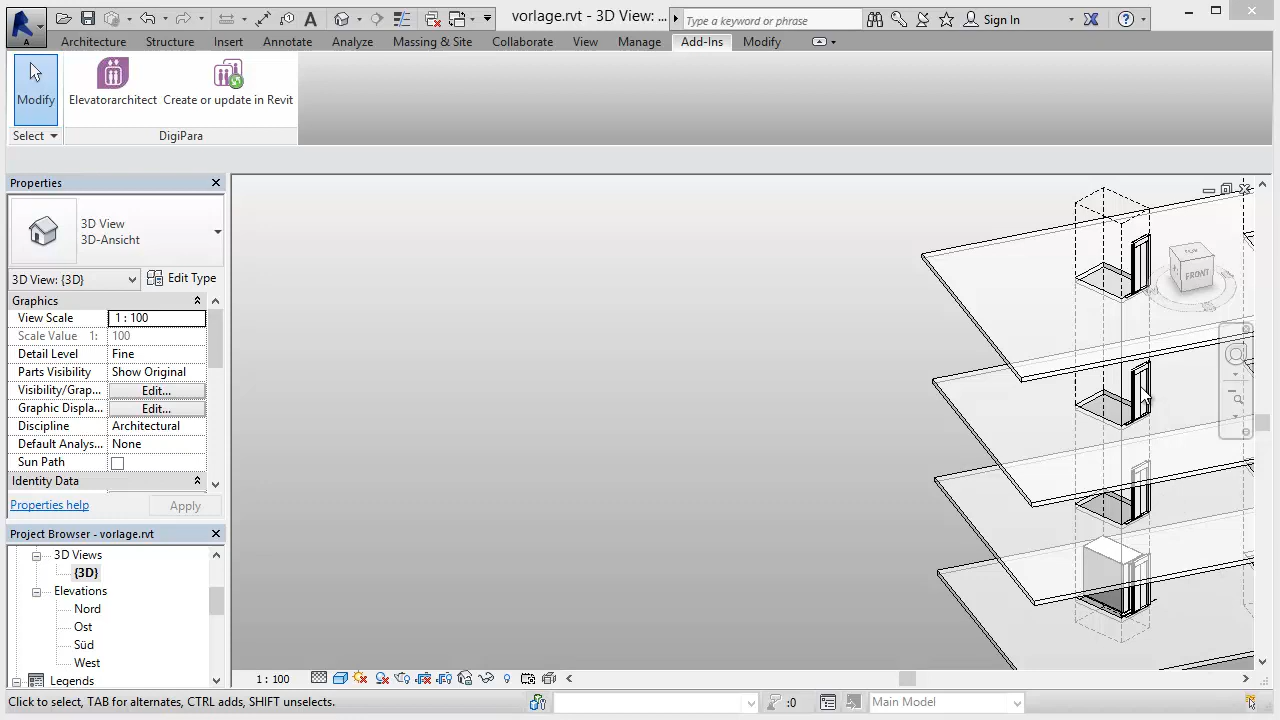 vorlage.rvt - 3D View: ...
Type a keyword or phrase
Sign In
A
Architecture Structure Insert Annotate Analyze Massing & Site Collaborate View Manage Add-Ins Modify
Modify
Elevatorarchitect
Create or update in Revit
Select
DigiPara
Properties
3D View
3D-Ansicht
3D View: {3D}
Edit Type
Graphics
View Scale 1 : 100
Scale Value 1: 100
Detail Level Fine
Parts Visibility Show Original
Visibility/Grap... Edit...
Graphic Displa... Edit...
Discipline Architectural
Default Analys... None
Sun Path
Identity Data
Properties help
Apply
Project Browser - vorlage.rvt
3D Views
{3D}
Elevations
Nord
Ost
Süd
West
Legends
FRONT
1 : 100
Click to select, TAB for alternates, CTRL adds, SHIFT unselects.
:0
Main Model